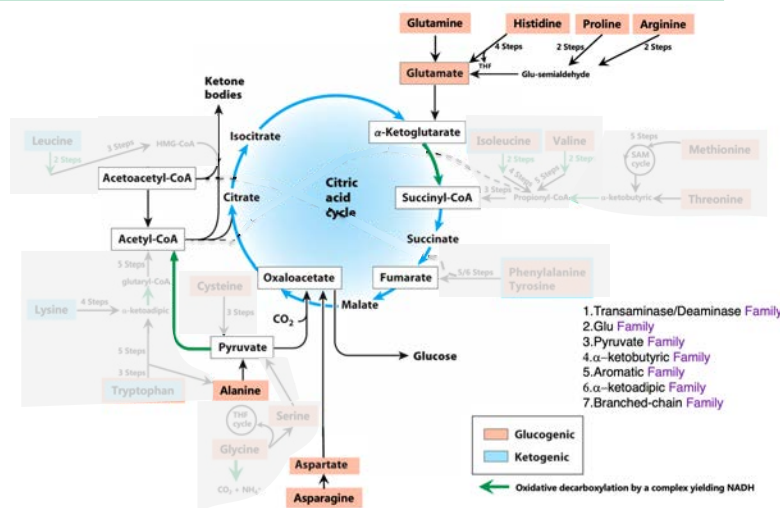 Glutamine
Histidine
Proline
Arginine
4 Steps
2 Steps
2 Steps
THF
Glutamate
Glu-semialdehyde
Ketone
bodies
Isocitrate
α-Ketoglutarate
Leucine
2 Steps
3 Steps
HMG-CoA
Isoleucine
Valine
2 Steps
2 Step
4 Steps
5 Steps
5 Steps
SAM
cycle
Methionine
Acetoacetyl-CoA
Citrate
Citric
acid
cycle
Succinyl-CoA
3 Steps
Propionyl-CoA
α-ketobutyric
Threonine
Acetyl-CoA
Succinate
5 Steps
glutaryl-CoA
Cysteine
Oxaloacetate
Fumarate
5/6 Steps
Phenylalanine
Tyrosine
Lysine
4 Steps
α-ketoadipic
3 Steps
Malate
CO₂
Pyruvate
Glucose
5 Steps
3 Steps
Tryptophan
Alanine
THF
cycle
Serine
Glycine
CO₂ + NH₄⁺
Aspartate
Asparagine
1.Transaminase/Deaminase Family
2.Glu Family
3.Pyruvate Family
4.α–ketobutyric Family
5.Aromatic Family
6.α–ketoadipic Family
7.Branched-chain Family
Glucogenic
Ketogenic
Oxidative decarboxylation by a complex yielding NADH